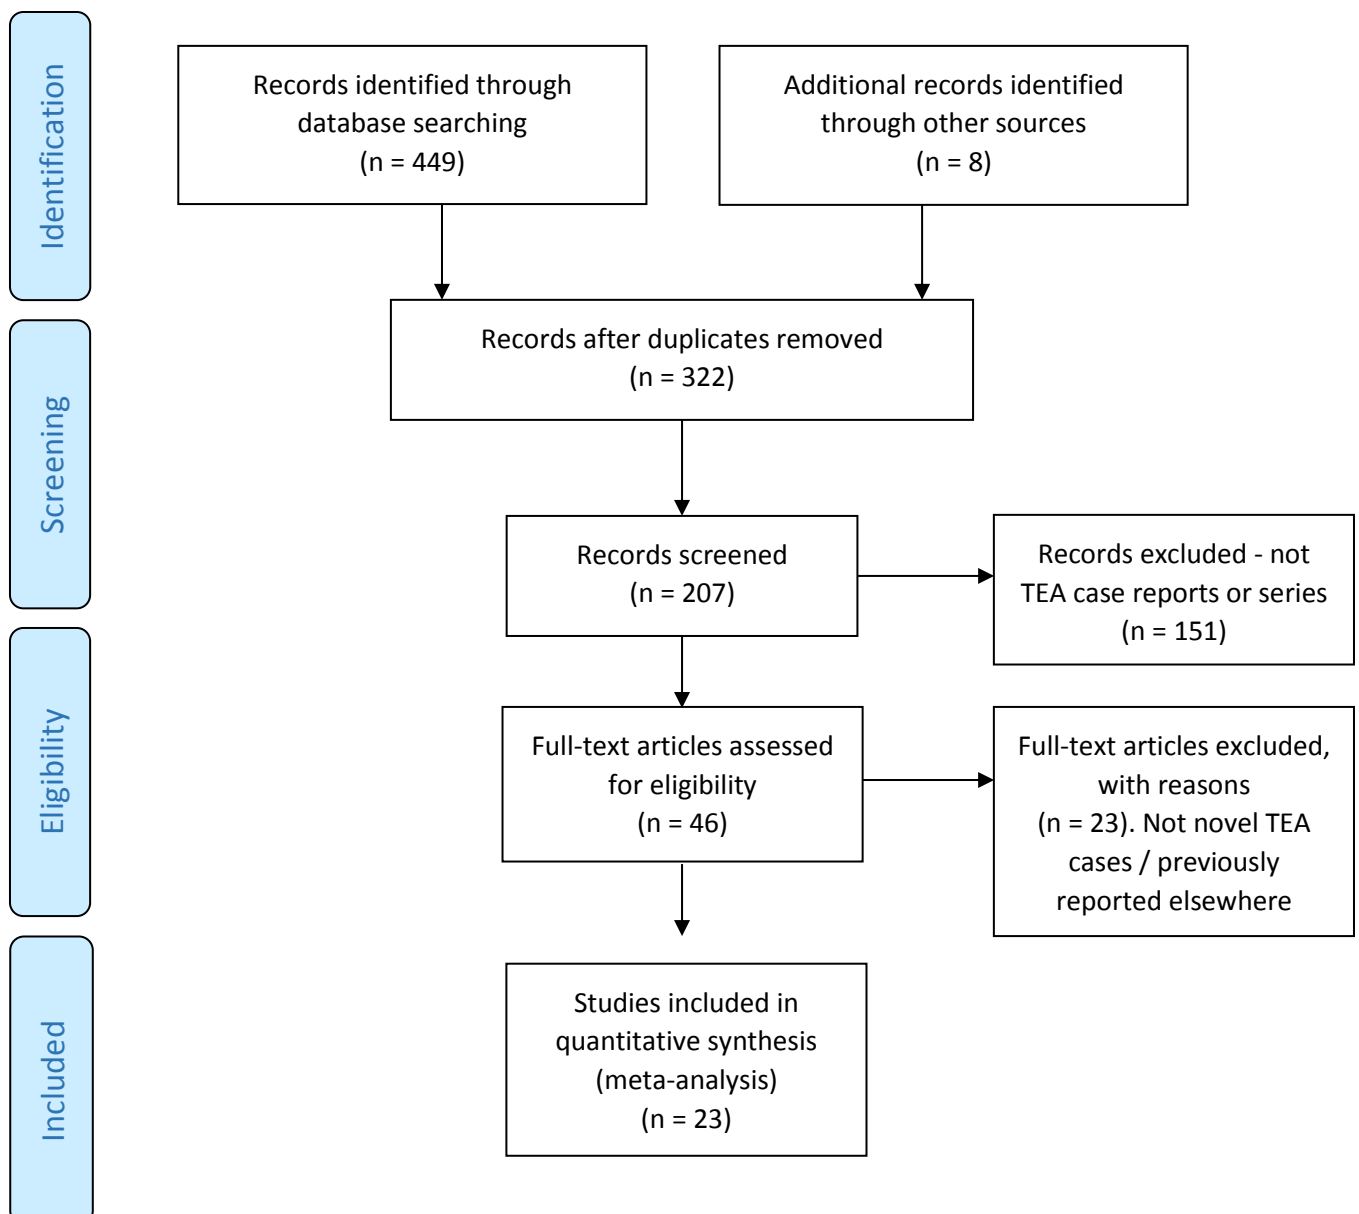 Identification
Records identified through
database searching
(n = 449)
Additional records identified
through other sources
(n = 8)
Screening
Records after duplicates removed
(n = 322)
Records screened
(n = 207)
Records excluded - not
TEA case reports or series
(n = 151)
Eligibility
Full-text articles assessed
for eligibility
(n = 46)
Full-text articles excluded,
with reasons
(n = 23). Not novel TEA
cases / previously
reported elsewhere
Included
Studies included in
quantitative synthesis
(meta-analysis)
(n = 23)